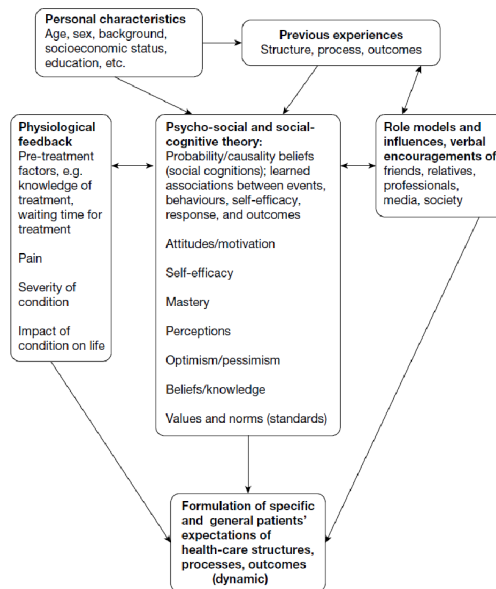 Personal characteristics
Age, sex, background,
socioeconomic status,
education, etc.
Previous experiences
Structure, process, outcomes
Physiological
feedback
Pre-treatment
factors, e.g.
knowledge of
treatment,
waiting time for
treatment
Pain
Severity of
condition
Impact of
condition on life
Psycho-social and social-
cognitive theory:
Probability/causality beliefs
(social cognitions); learned
associations between events,
behaviours, self-efficacy,
response, and outcomes
Attitudes/motivation
Self-efficacy
Mastery
Perceptions
Optimism/pessimism
Beliefs/knowledge
Values and norms (standards)
Role models and
influences, verbal
encouragements of
friends, relatives,
professionals,
media, society
Formulation of specific
and general patients'
expectations of
health-care structures,
processes, outcomes
(dynamic)